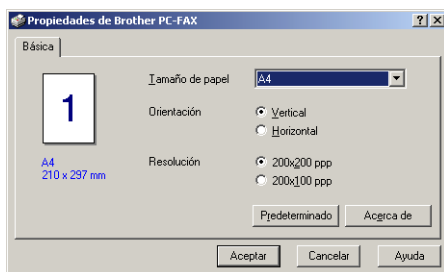 Propiedades de Brother PC-FAX
Básica
Tamaño de papel
A4
1
Orientación
Vertical
Horizontal
A4
210 x 297 mm
Resolución
200x200 ppp
200x100 ppp
Predeterminado
Acerca de
Aceptar
Cancelar
Ayuda